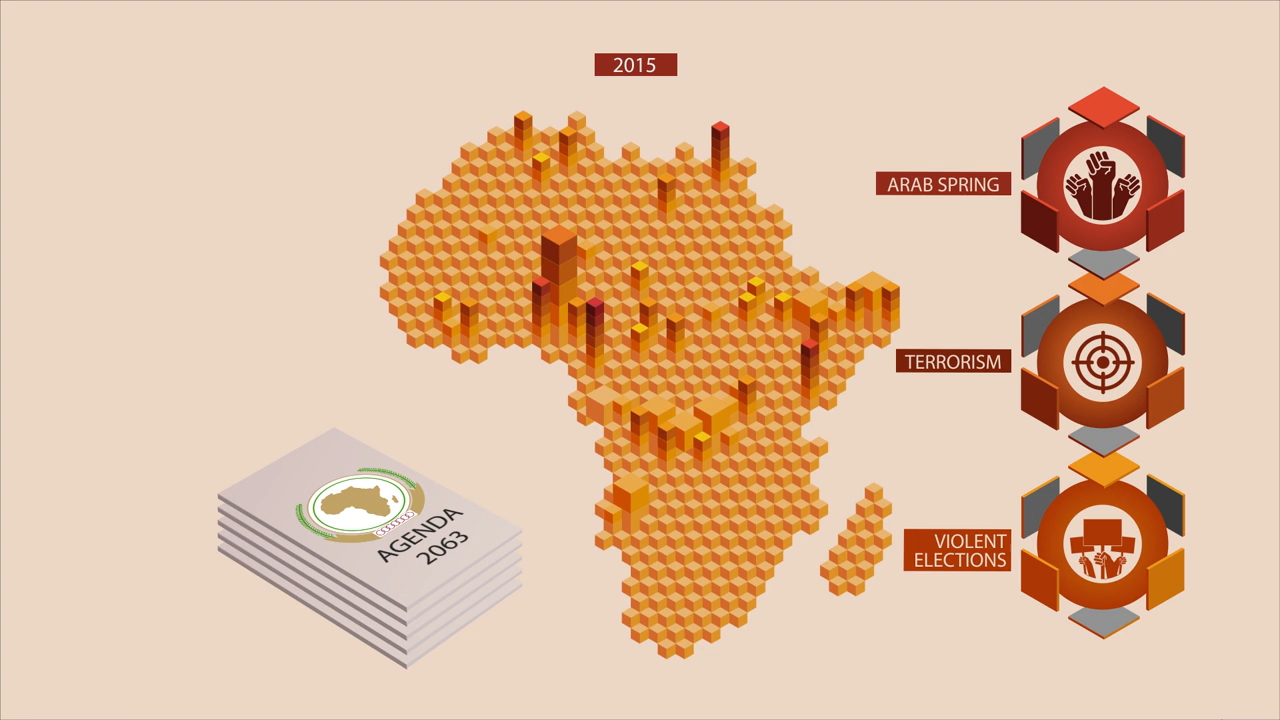 2015
ARAB SPRING
TERRORISM
VIOLENT
ELECTIONS
AGENDA
2063